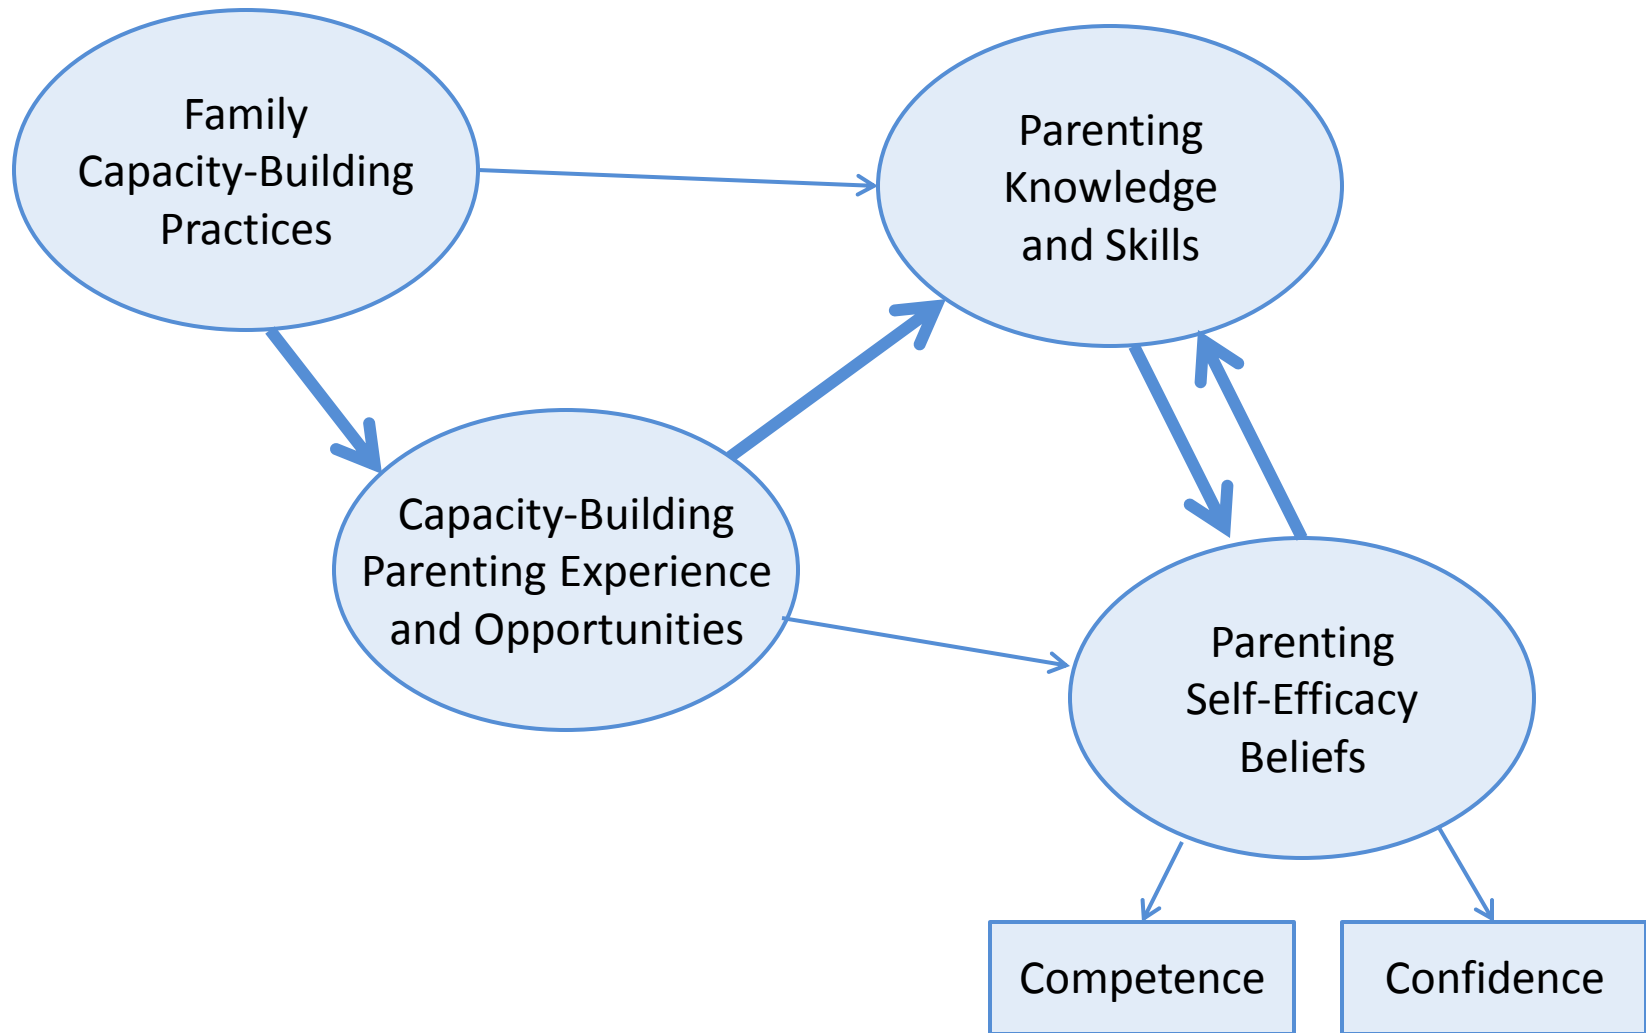 Family
Capacity-Building
Practices
Parenting
Knowledge
and Skills
Capacity-Building
Parenting Experience
and Opportunities
Parenting
Self-Efficacy
Beliefs
Competence
Confidence